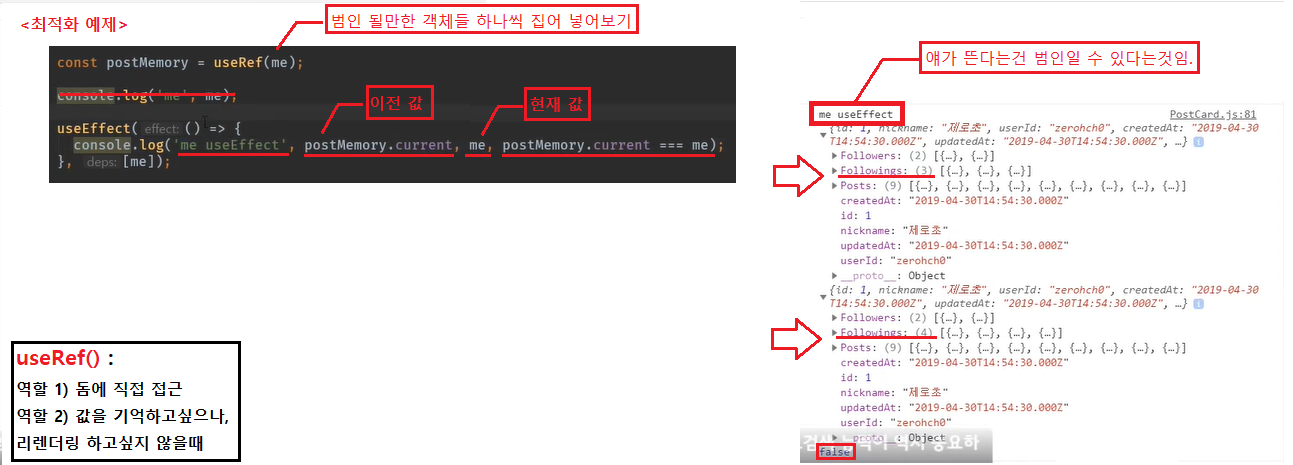 <최적화 예제>
범인 될만한 객체들 하나씩 집어 넣어보기
const postMemory = useRef(me);
console.log('me', me);
이전 값
현재 값
useEffect( effect: () => {
console.log('me useEffect', postMemory.current, me, postMemory.current === me);
}, deps: [me]);
useRef() :
역할 1) 돔에 직접 접근
역할 2) 값을 기억하고싶으나,
리렌더링 하고싶지 않을때
얘가 뜬다는건 범인일 수 있다는것임.
me useEffect PostCard.js:81
{id: 1, nickname: "제로초", userId: "zerohch0", createdAt: "2019-04-30
T14:54:30.000Z", updatedAt: "2019-04-30T14:54:30.000Z", …}
Followers: (2) [{…}, {…}]
Followings: (3) [{…}, {…}, {…}]
Posts: (9) [{…}, {…}, {…}, {…}, {…}, {…}, {…}, {…}, {…}]
createdAt: "2019-04-30T14:54:30.000Z"
id: 1
nickname: "제로초"
updatedAt: "2019-04-30T14:54:30.000Z"
userId: "zerohch0"
__proto__: Object
{id: 1, nickname: "제로초", userId: "zerohch0", createdAt: "2019-04-30
T14:54:30.000Z", updatedAt: "2019-04-30T14:54:30.000Z", …}
Followers: (2) [{…}, {…}]
Followings: (4) [{…}, {…}, {…}, {…}]
Posts: (9) [{…}, {…}, {…}, {…}, {…}, {…}, {…}, {…}, {…}]
createdAt: "2019-04-30T14:54:30.000Z"
id: 1
nickname: "제로초"
updatedAt: "2019-04-30T14:54:30.000Z"
userId: "zerohch0"
__proto__: Object
false